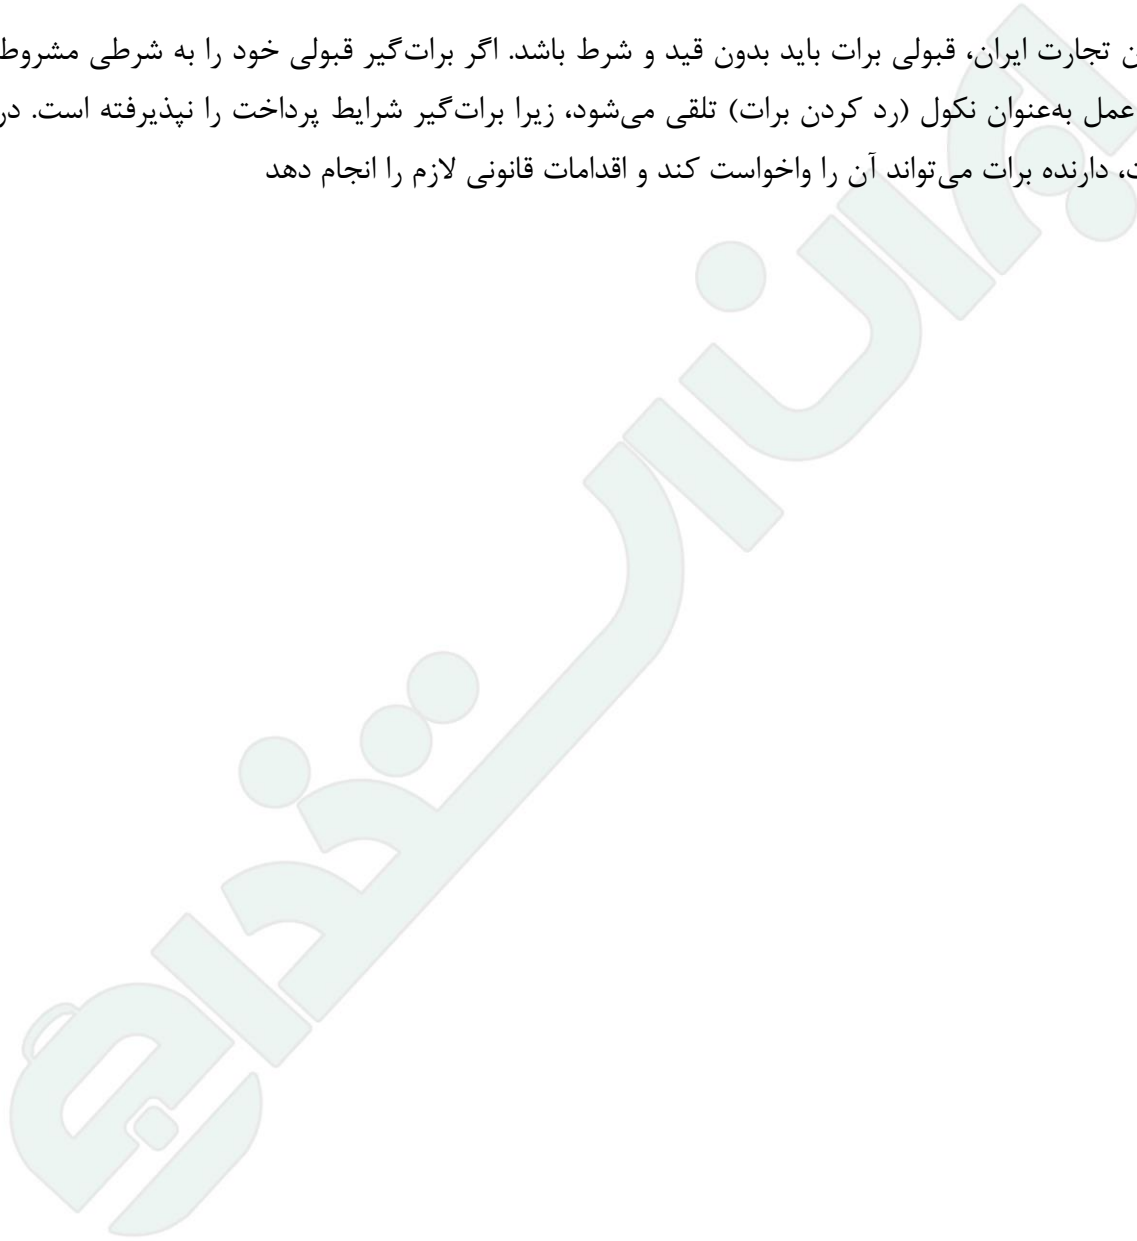 ن تجارت ایران، قبولی برات باید بدون قید و شرط باشد. اگر برات‌گیر قبولی خود را به شرطی مشروط
عمل به‌عنوان نکول (رد کردن برات) تلقی می‌شود، زیرا برات‌گیر شرایط پرداخت را نپذیرفته است. در
ت، دارنده برات می‌تواند آن را واخواست کند و اقدامات قانونی لازم را انجام دهد
ایران استخدامی